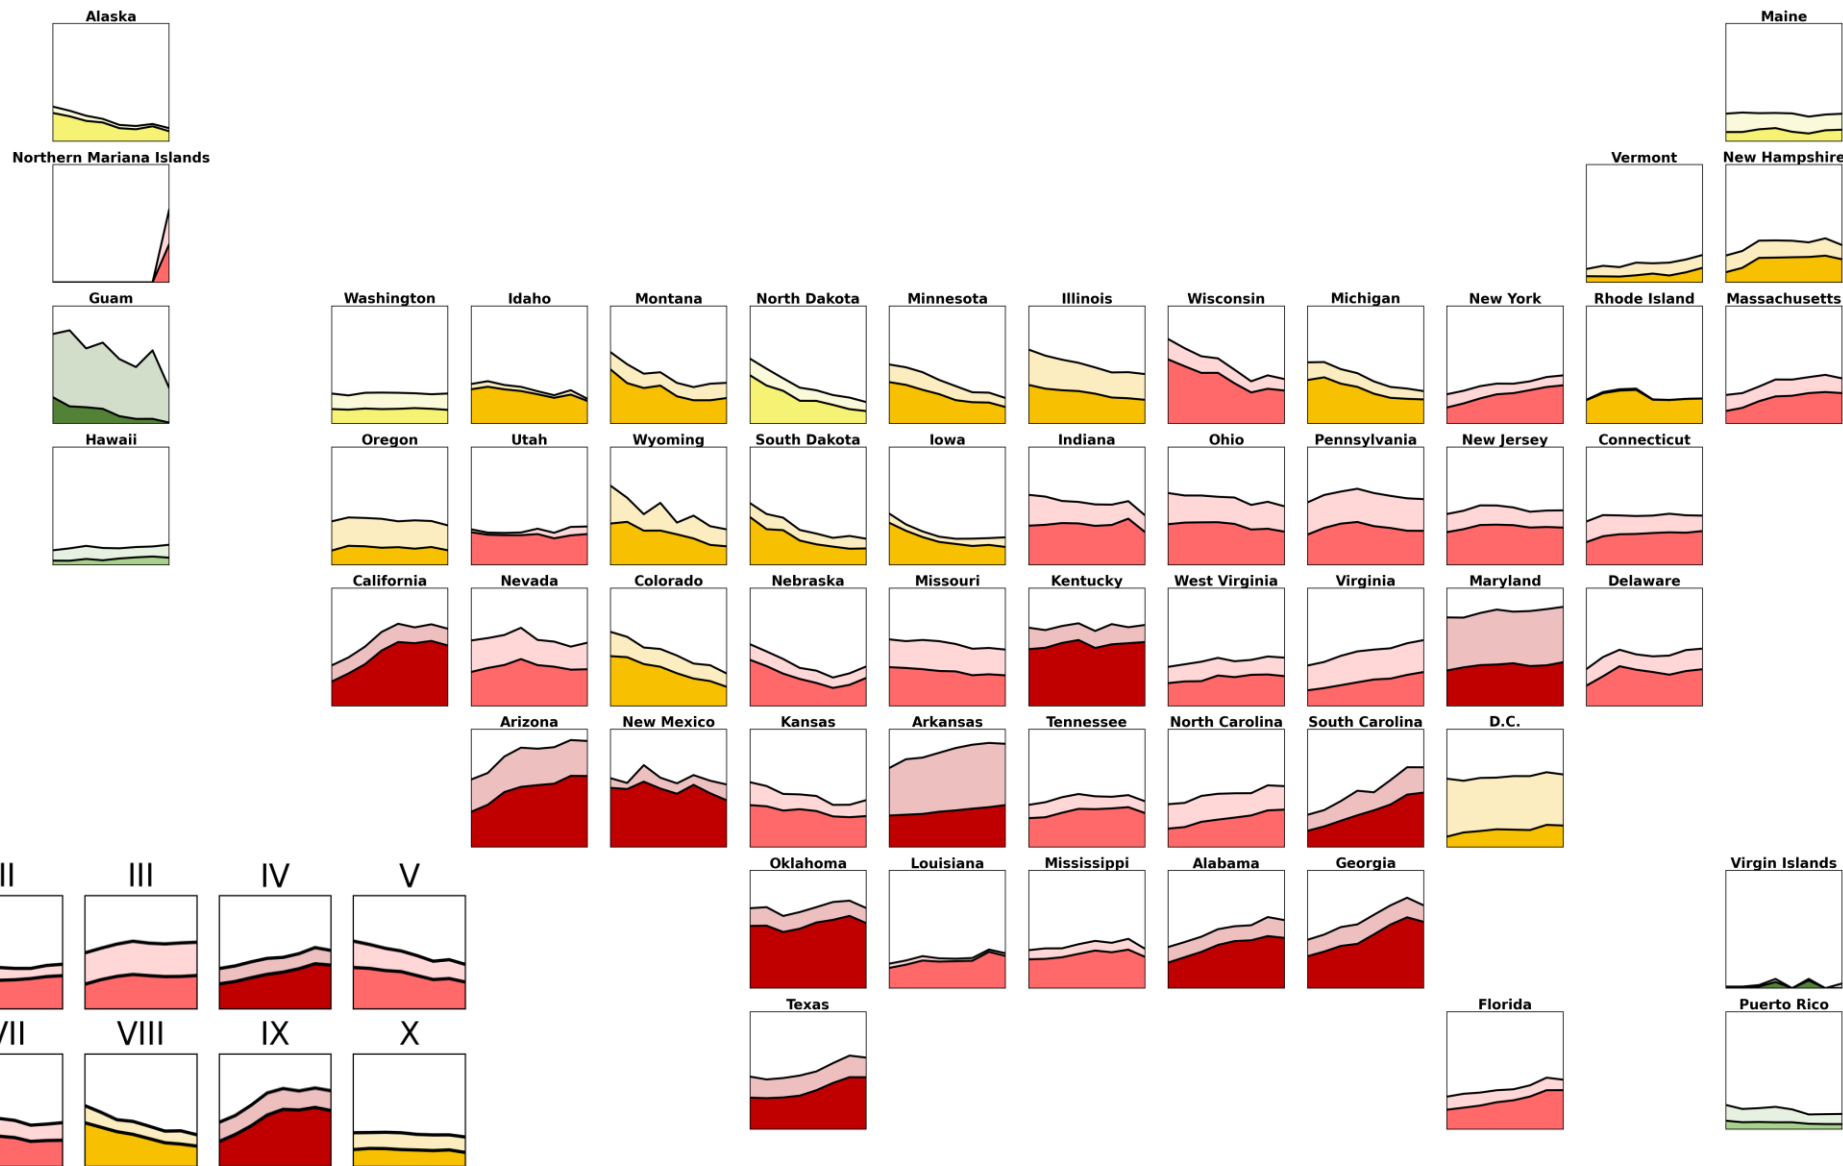 Alaska Maine
Northern Mariana Islands Vermont New Hampshire
Guam Washington Idaho Montana North Dakota Minnesota Illinois Wisconsin Michigan New York Rhode Island Massachusetts
Hawaii Oregon Utah Wyoming South Dakota Iowa Indiana Ohio Pennsylvania New Jersey Connecticut
California Nevada Colorado Nebraska Missouri Kentucky West Virginia Virginia Maryland Delaware
Arizona New Mexico Kansas Arkansas Tennessee North Carolina South Carolina D.C.
Oklahoma Louisiana Mississippi Alabama Georgia Virgin Islands
II III IV V
Texas Florida Puerto Rico
VII VIII IX X